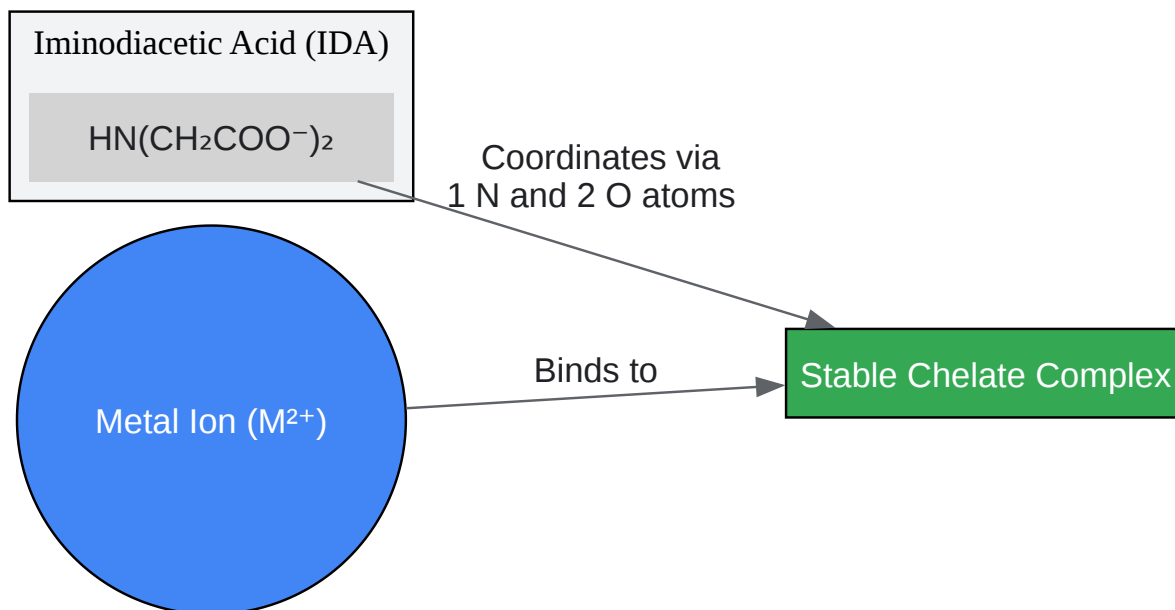 Iminodiacetic Acid (IDA)
HN(CH₂COO⁻)₂
Coordinates via
1 N and 2 O atoms
Binds to
Stable Chelate Complex
Metal Ion (M²⁺)